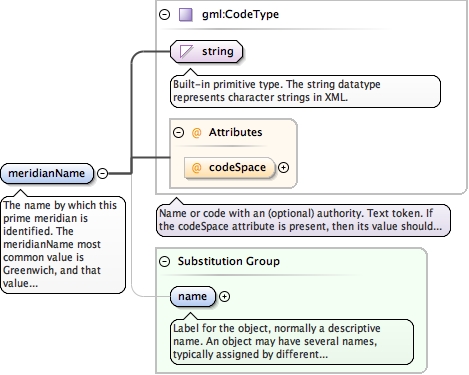 gml:CodeType
string
Built-in primitive type. The string datatype
represents character strings in XML.
@ Attributes
@ codeSpace
meridianName
The name by which this
prime meridian is
identified. The
meridianName most
common value is
Greenwich, and that
value...
Name or code with an (optional) authority. Text token. If
the codeSpace attribute is present, then its value should...
Substitution Group
name
Label for the object, normally a descriptive
name. An object may have several names,
typically assigned by different...